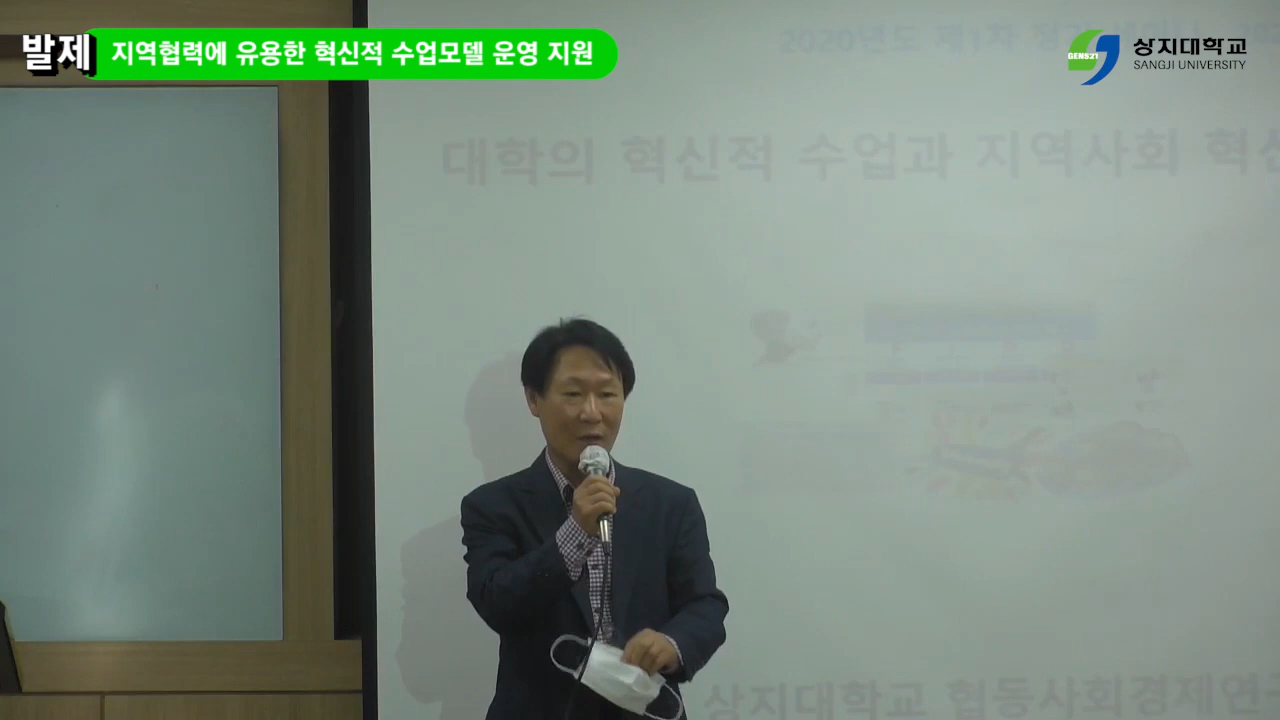 발제 지역협력에 유용한 혁신적 수업모델 운영 지원
GENS21 상지대학교
SANGJI UNIVERSITY
2020년도 제1차
대학의 혁신적 수업과 지역사회
상지대학교 협동사회경제연